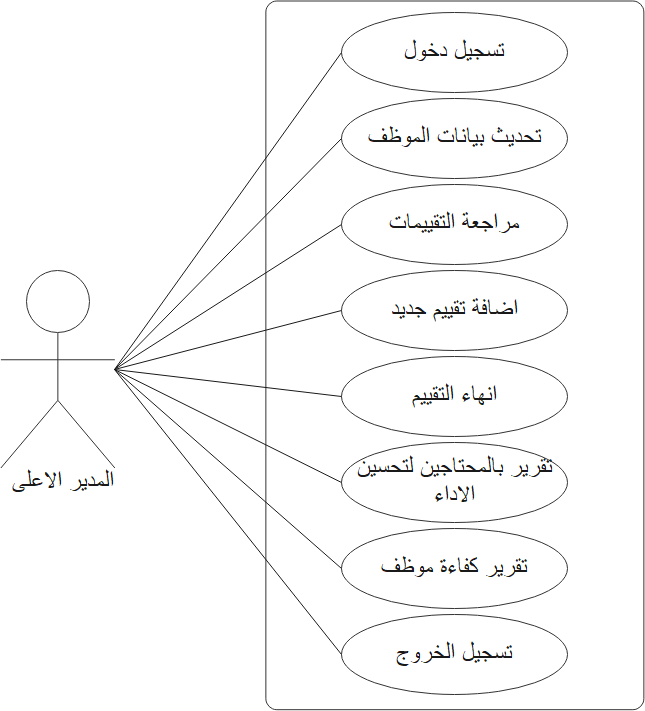 تسجيل دخول
تحديث بيانات الموظف
مراجعة التقييمات
اضافة تقييم جديد
انهاء التقييم
تقرير بالمحتاجين لتحسين
الاداء
تقرير كفاءة موظف
تسجيل الخروج
المدير الاعلى